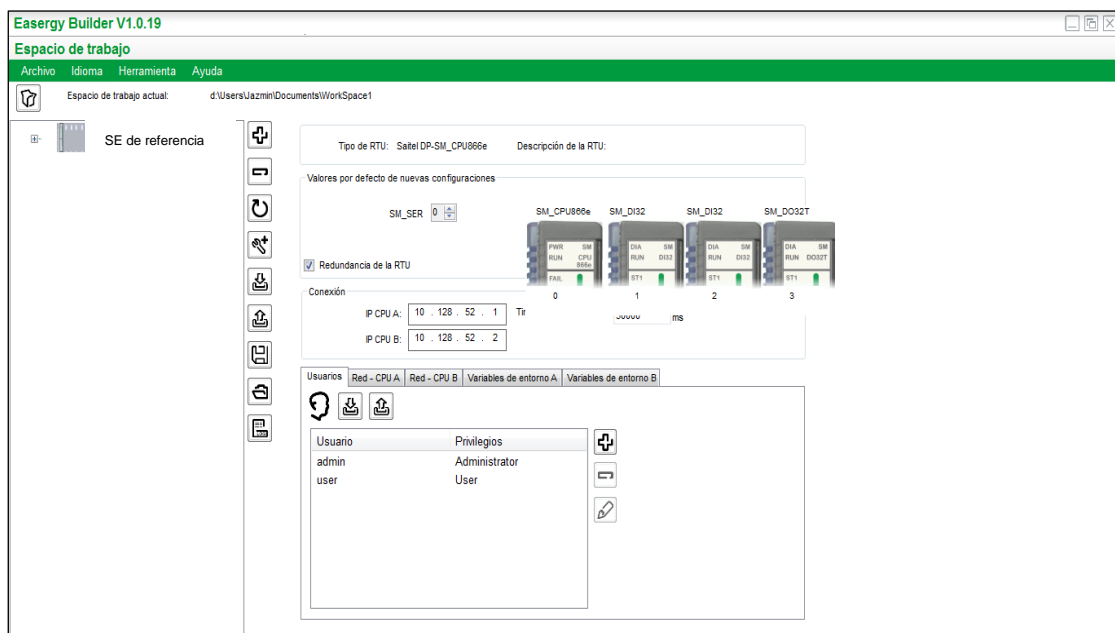 Easergy Builder V1.0.19
Espacio de trabajo
Archivo Idioma Herramienta Ayuda
Espacio de trabajo actual: d:\Users\Jazmin\Documents\WorkSpace1
SE de referencia
Tipo de RTU: Saitel DP-SM_CPU866e Descripción de la RTU:
Valores por defecto de nuevas configuraciones
SM_SER 0
SM_CPU866e SM_DI32 SM_DI32 SM_DO32T
PWR SM DIA SM DIA SM DIA SM
RUN CPU 866e RUN DI32 RUN DI32 RUN DO32T
FAIL ST1 ST1 ST1
0 1 2 3
Redundancia de la RTU
Conexión
IP CPU A: 10 . 128 . 52 . 1 ms
IP CPU B: 10 . 128 . 52 . 2
Usuarios Red - CPU A Red - CPU B Variables de entorno A Variables de entorno B
Usuario Privilegios
admin Administrator
user User